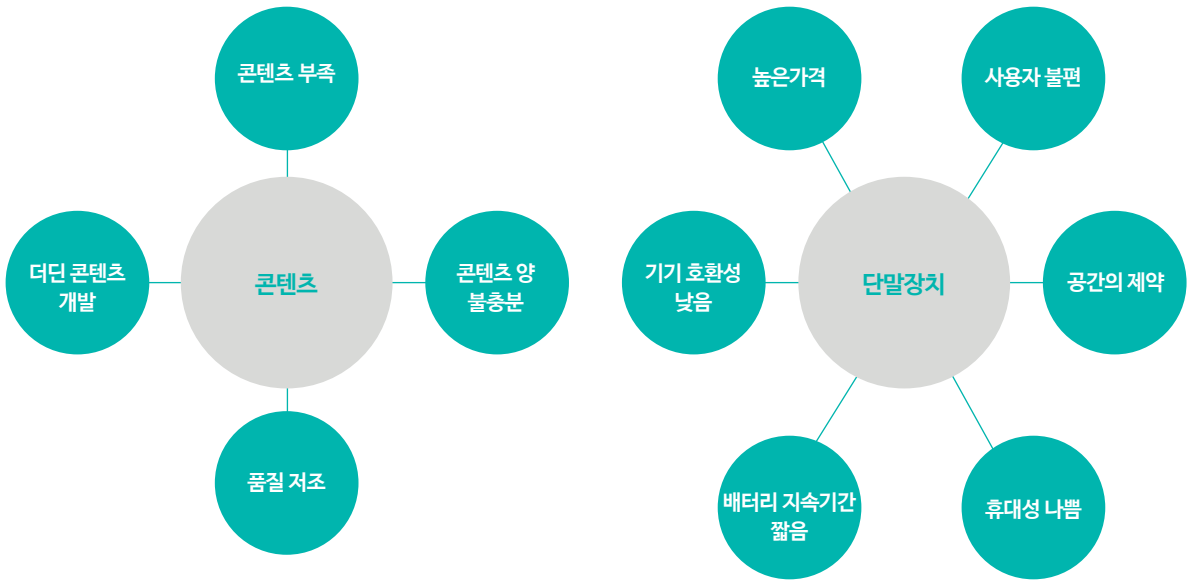 콘텐츠 부족
더딘 콘텐츠
개발
콘텐츠
콘텐츠 양
불충분
품질 저조
높은가격
사용자 불편
기기 호환성
낮음
단말장치
공간의 제약
배터리 지속기간
짧음
휴대성 나쁨